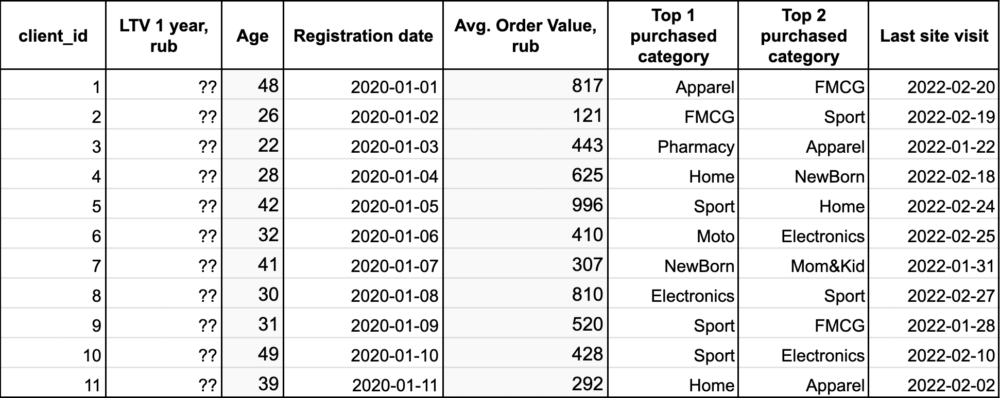 client_id LTV 1 year, rub Age Registration date Avg. Order Value, rub Top 1 purchased category Top 2 purchased category Last site visit
1 ?? 48 2020-01-01 817 Apparel FMCG 2022-02-20
2 ?? 26 2020-01-02 121 FMCG Sport 2022-02-19
3 ?? 22 2020-01-03 443 Pharmacy Apparel 2022-01-22
4 ?? 28 2020-01-04 625 Home NewBorn 2022-02-18
5 ?? 42 2020-01-05 996 Sport Home 2022-02-24
6 ?? 32 2020-01-06 410 Moto Electronics 2022-02-25
7 ?? 41 2020-01-07 307 NewBorn Mom&Kid 2022-01-31
8 ?? 30 2020-01-08 810 Electronics Sport 2022-02-27
9 ?? 31 2020-01-09 520 Sport FMCG 2022-01-28
10 ?? 49 2020-01-10 428 Sport Electronics 2022-02-10
11 ?? 39 2020-01-11 292 Home Apparel 2022-02-02